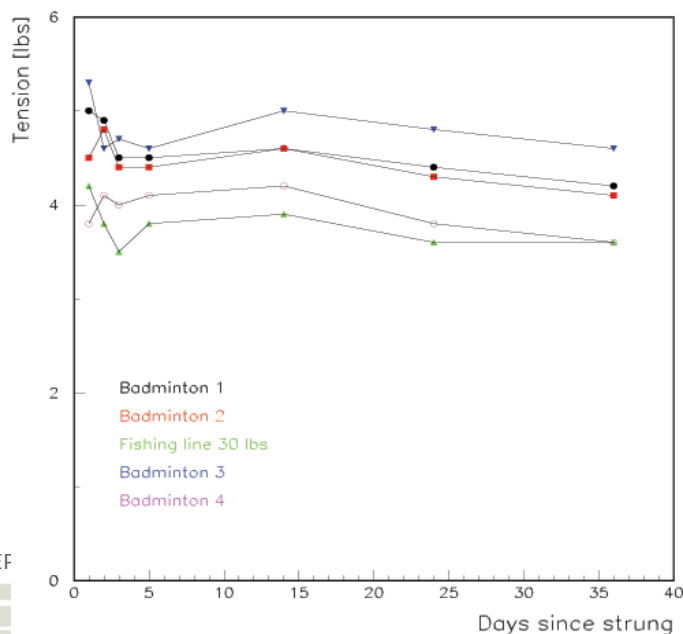 6
Tension [lbs]
4
Badminton 1
Badminton 2
Fishing line 30 lbs
Badminton 3
Badminton 4
2
0
0 5 10 15 20 25 30 35 40
Days since strung